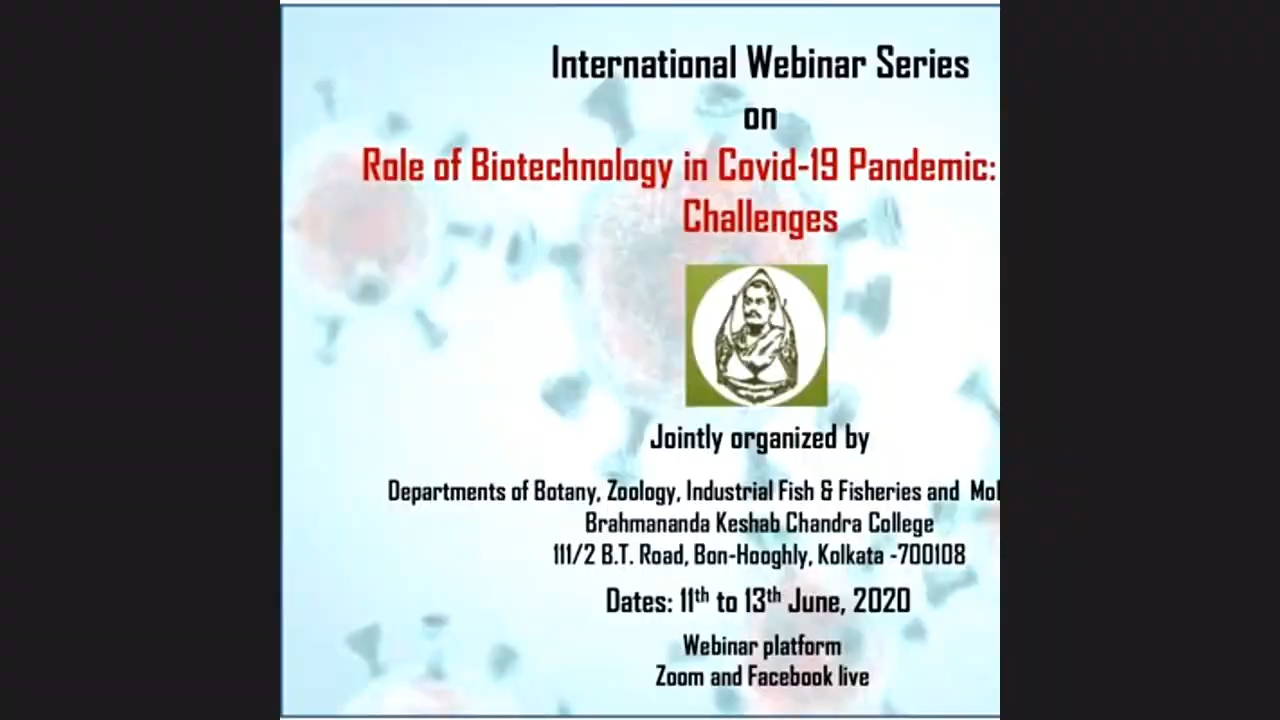 International Webinar Series
on
Role of Biotechnology in Covid-19 Pandemic:
Challenges
Jointly organized by
Departments of Botany, Zoology, Industrial Fish & Fisheries and
Brahmananda Keshab Chandra College
111/2 B.T. Road, Bon-Hooghly, Kolkata -700108
Dates: 11th to 13th June, 2020
Webinar platform
Zoom and Facebook live